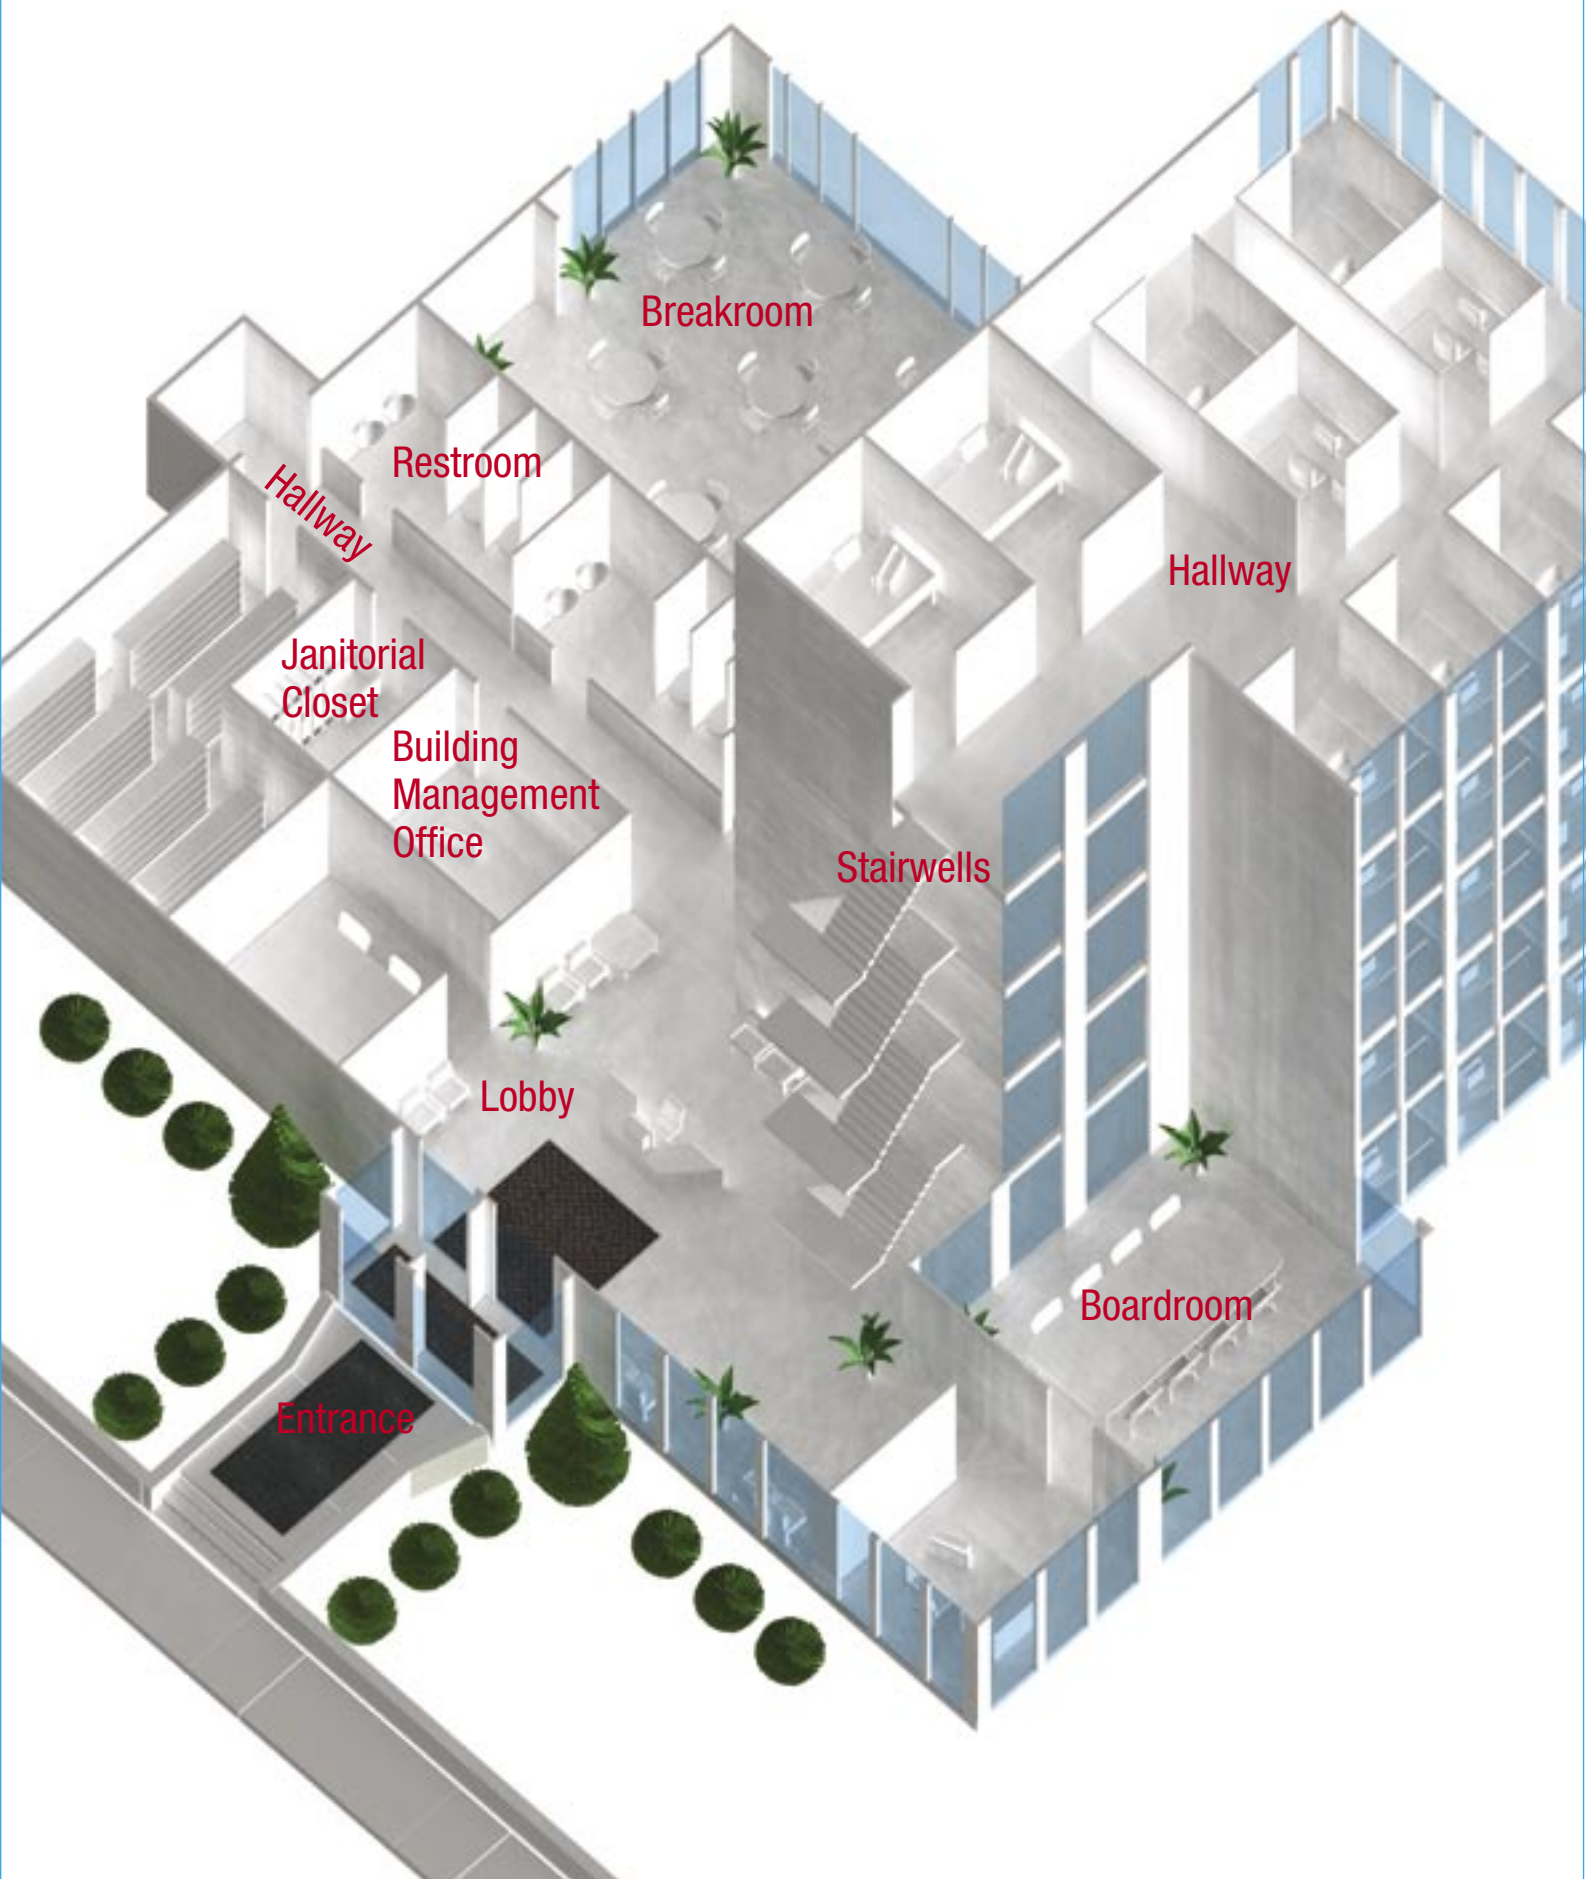 Breakroom
Restroom
Hallway
Hallway
Janitorial
Closet
Building
Management
Office
Stairwells
Lobby
Boardroom
Entrance